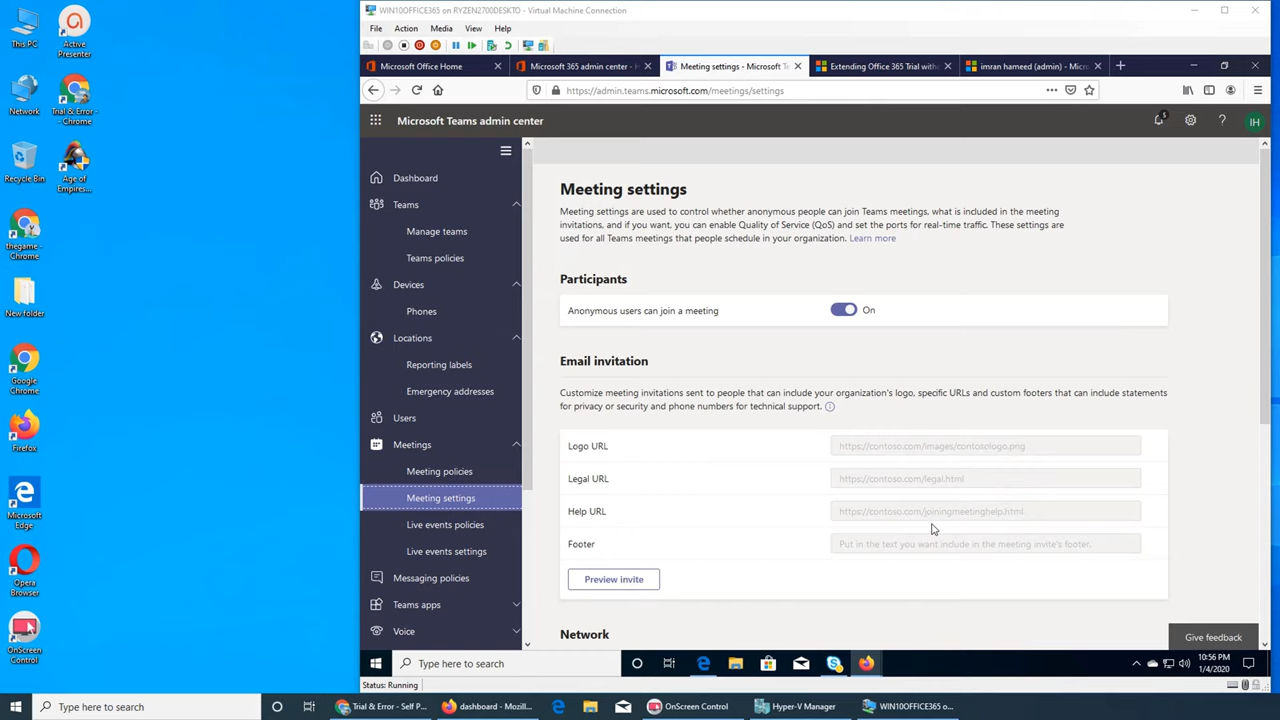 This PC
Active
Presenter
Network
Trial & Error -
- Chrome
Recycle Bin
Age of
Empires...
thegame -
Chrome
New folder
Google
Chrome
Firefox
Microsoft
Edge
Opera
Browser
OnScreen
Control
WIN10OFFICE365 on RYZEN2700DESKTO - Virtual Machine Connection
File Action Media View Help
Microsoft Office Home
Microsoft 365 admin center - H
Meeting settings - Microsoft Te
Extending Office 365 Trial with
imran hameed (admin) - Micr
https://admin.teams.microsoft.com/meetings/settings
Microsoft Teams admin center
5
IH
Dashboard
Teams
Manage teams
Teams policies
Devices
Phones
Locations
Reporting labels
Emergency addresses
Users
Meetings
Meeting policies
Meeting settings
Live events policies
Live events settings
Messaging policies
Teams apps
Voice
Meeting settings
Meeting settings are used to control whether anonymous people can join Teams meetings, what is included in the meeting
invitations, and if you want, you can enable Quality of Service (QoS) and set the ports for real-time traffic. These settings are
used for all Teams meetings that people schedule in your organization. Learn more
Participants
Anonymous users can join a meeting On
Email invitation
Customize meeting invitations sent to people that can include your organization's logo, specific URLs and custom footers that can include statements
for privacy or security and phone numbers for technical support.
Logo URL https://contoso.com/images/contosologo.png
Legal URL https://contoso.com/legal.html
Help URL https://contoso.com/joiningmeetinghelp.html
Footer Put in the text you want include in the meeting invite's footer.
Preview invite
Network
Give feedback
Type here to search
10:56 PM
1/4/2020
Status: Running
Type here to search
Trial & Error - Self P...
dashboard - Mozill...
OnScreen Control
Hyper-V Manager
WIN10OFFICE365 o...